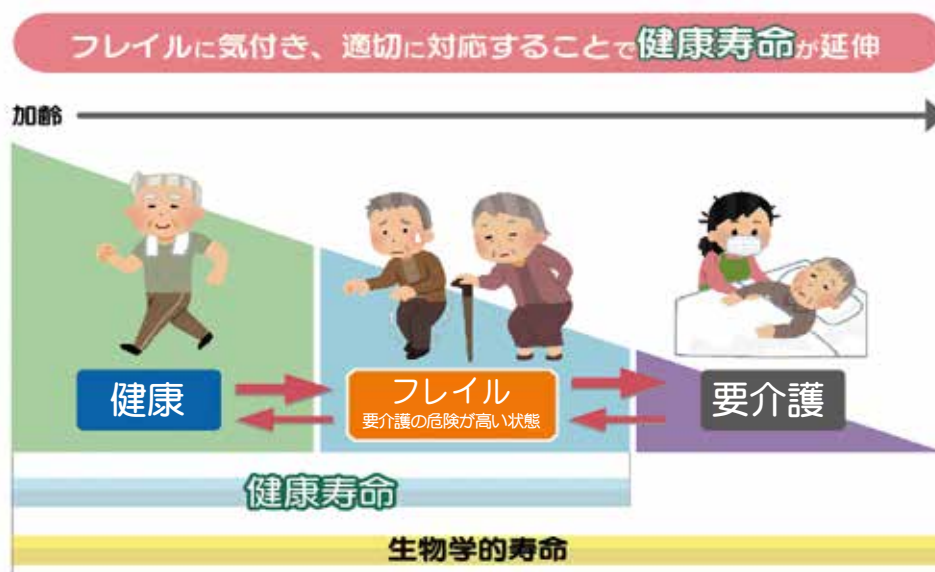 フレイルに気付き、適切に対応することで健康寿命が延伸
加齢
健康
フレイル
要介護の危険が高い状態
要介護
健康寿命
生物学的寿命